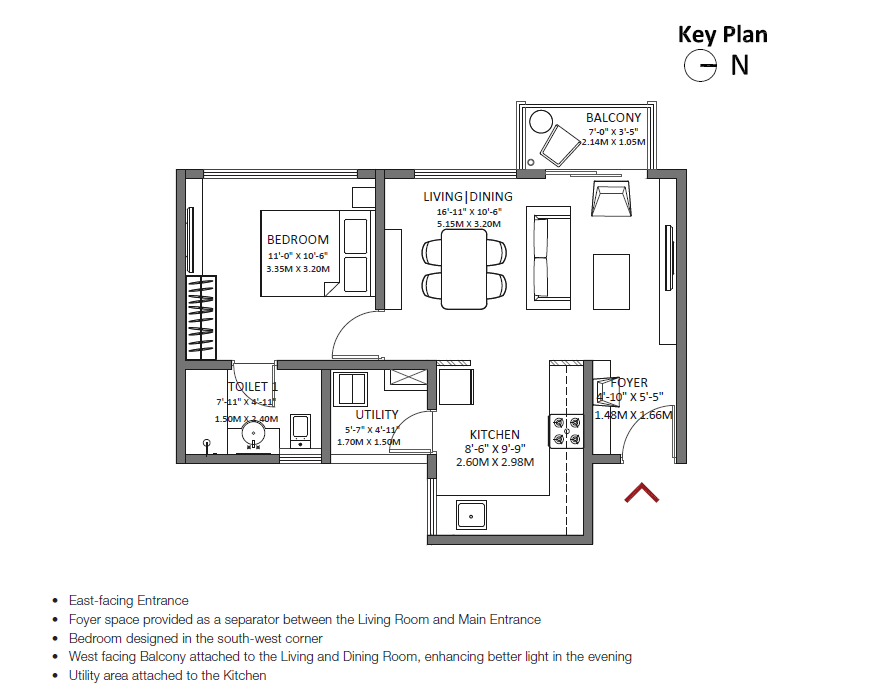 Key Plan
N
BALCONY
7'-0" X 3'-5"
2.14M X 1.05M
LIVING|DINING
16'-11" X 10'-6"
5.15M X 3.20M
BEDROOM
11'-0" X 10'-6"
3.35M X 3.20M
TOILET 1
7'-11" X 4'-11"
1.50M X 2.40M
UTILITY
5'-7" X 4'-11"
1.70M X 1.50M
KITCHEN
8'-6" X 9'-9"
2.60M X 2.98M
FOYER
4'-10" X 5'-5"
1.48M X 1.66M
• East-facing Entrance
• Foyer space provided as a separator between the Living Room and Main Entrance
• Bedroom designed in the south-west corner
• West facing Balcony attached to the Living and Dining Room, enhancing better light in the evening
• Utility area attached to the Kitchen